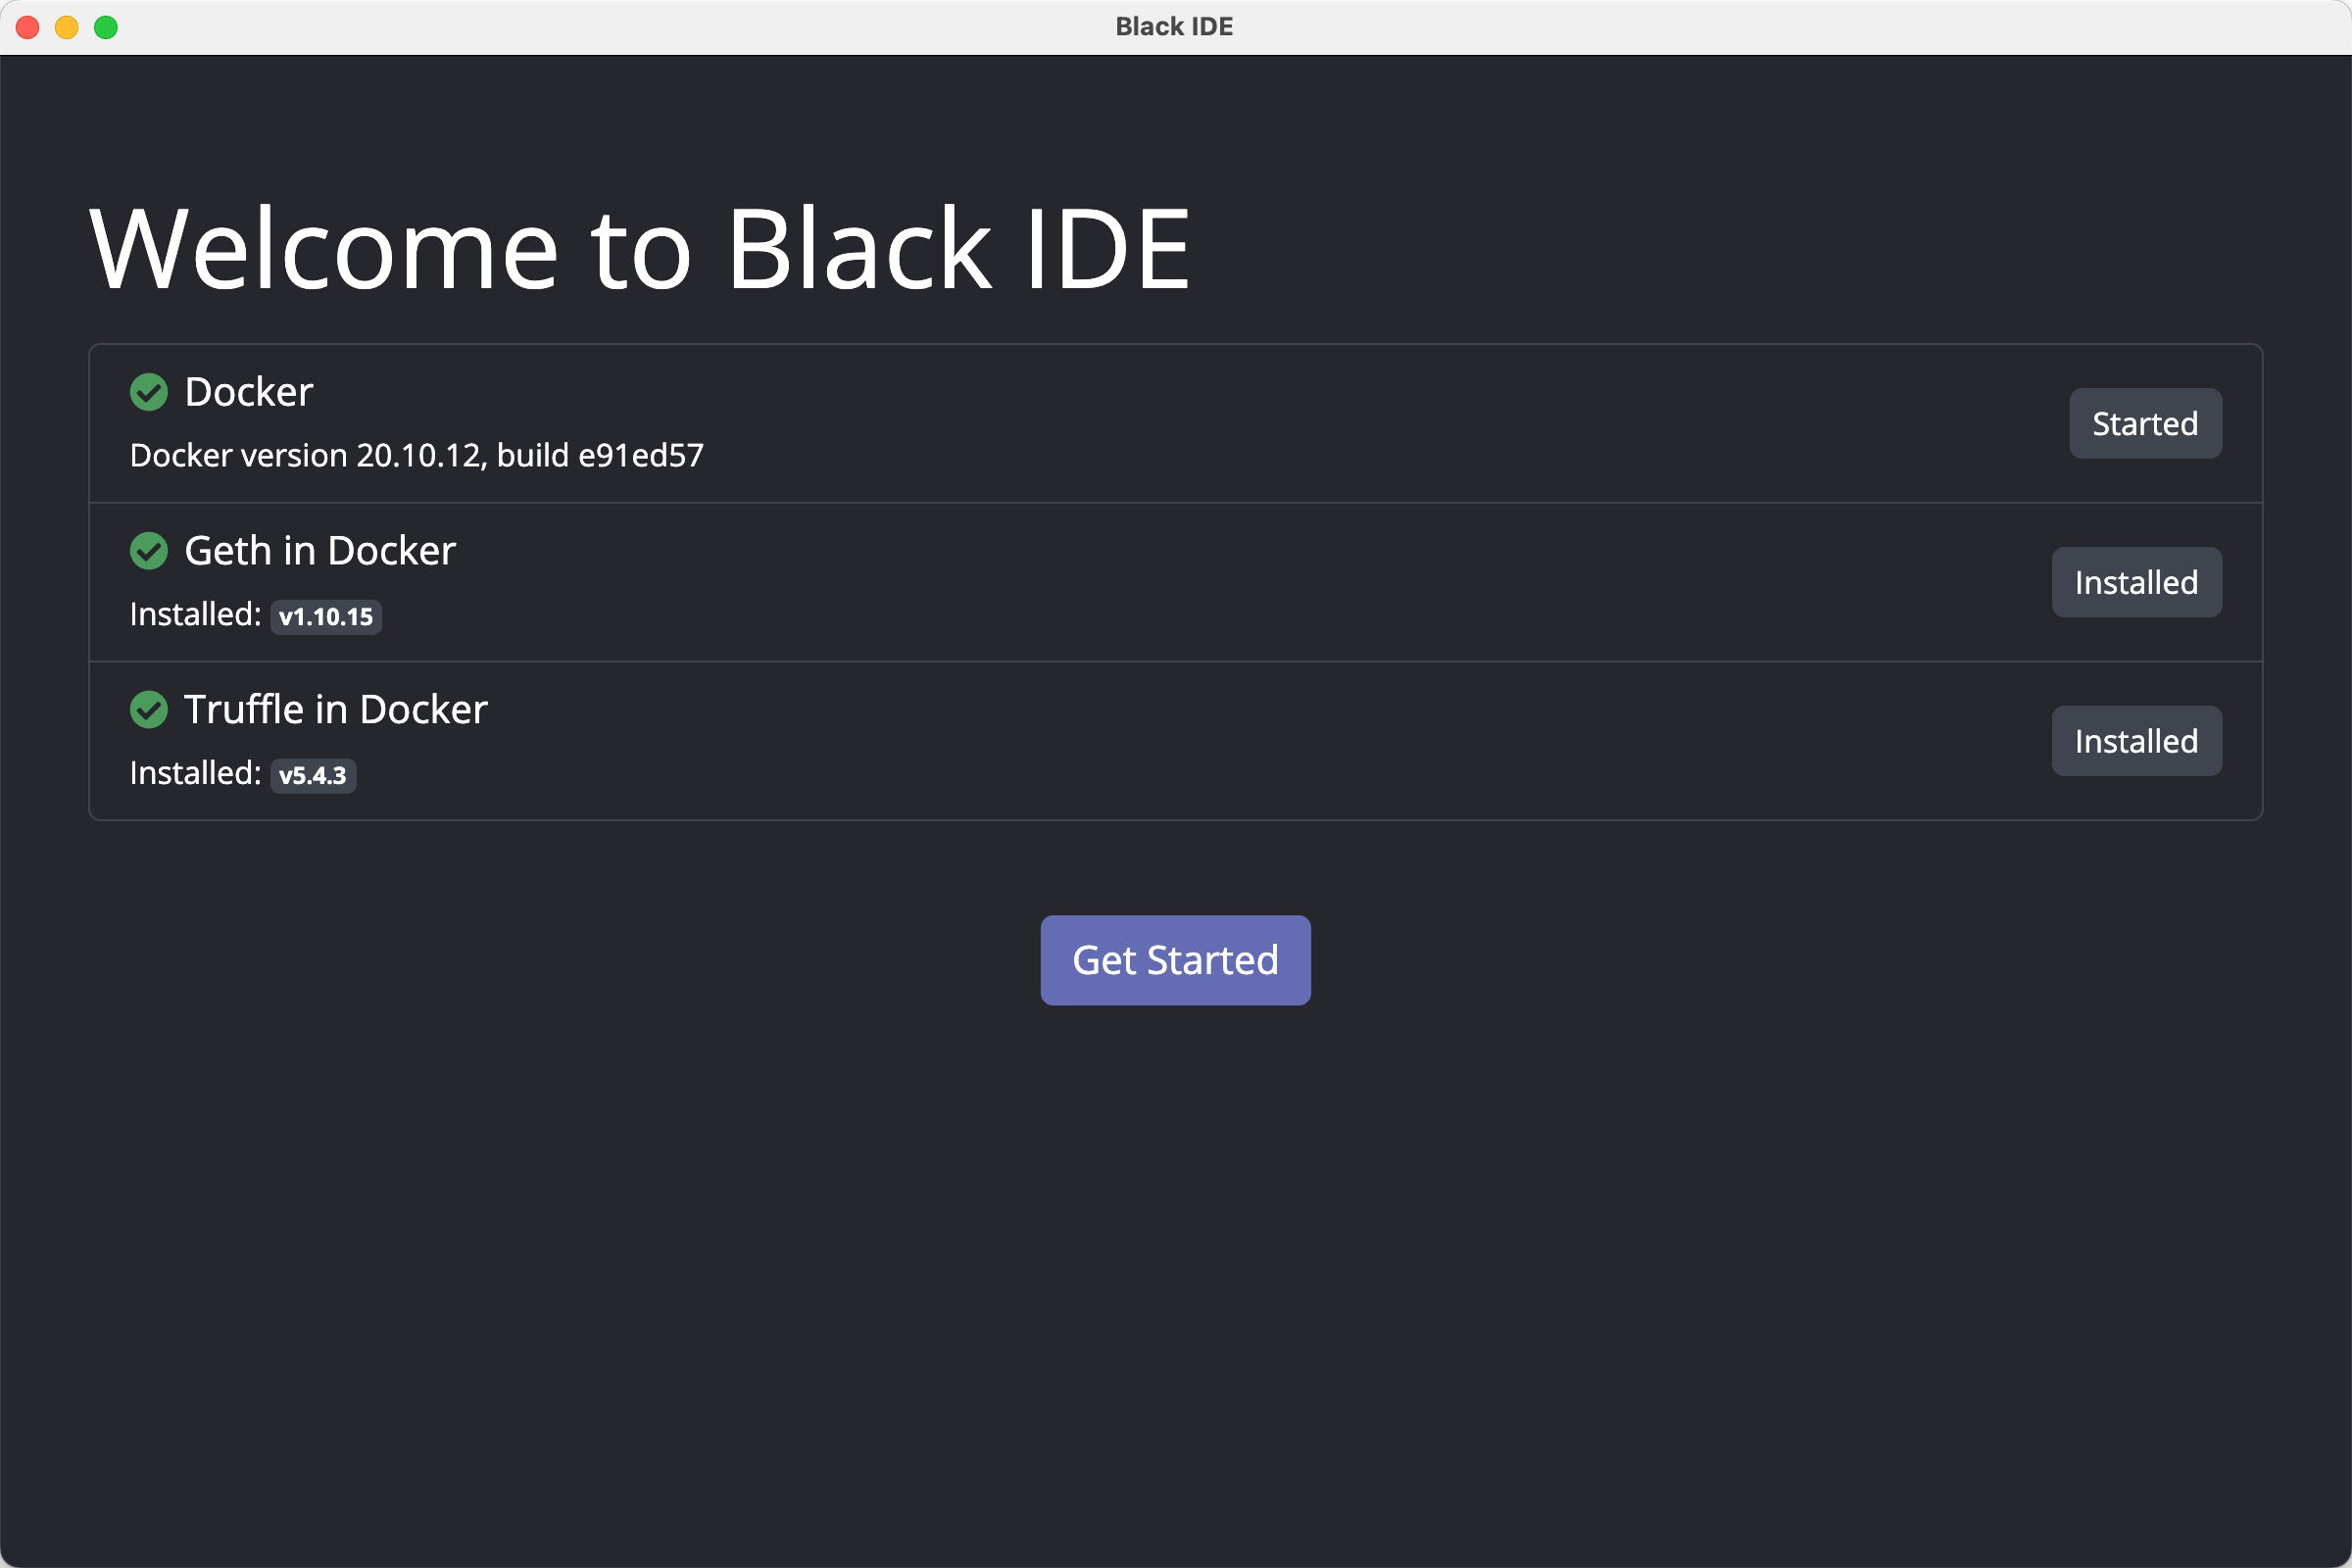 Black IDE
Welcome to Black IDE
Docker
Docker version 20.10.12, build e91ed57
Started
Geth in Docker
Installed: v1.10.15
Installed
Truffle in Docker
Installed: v5.4.3
Installed
Get Started